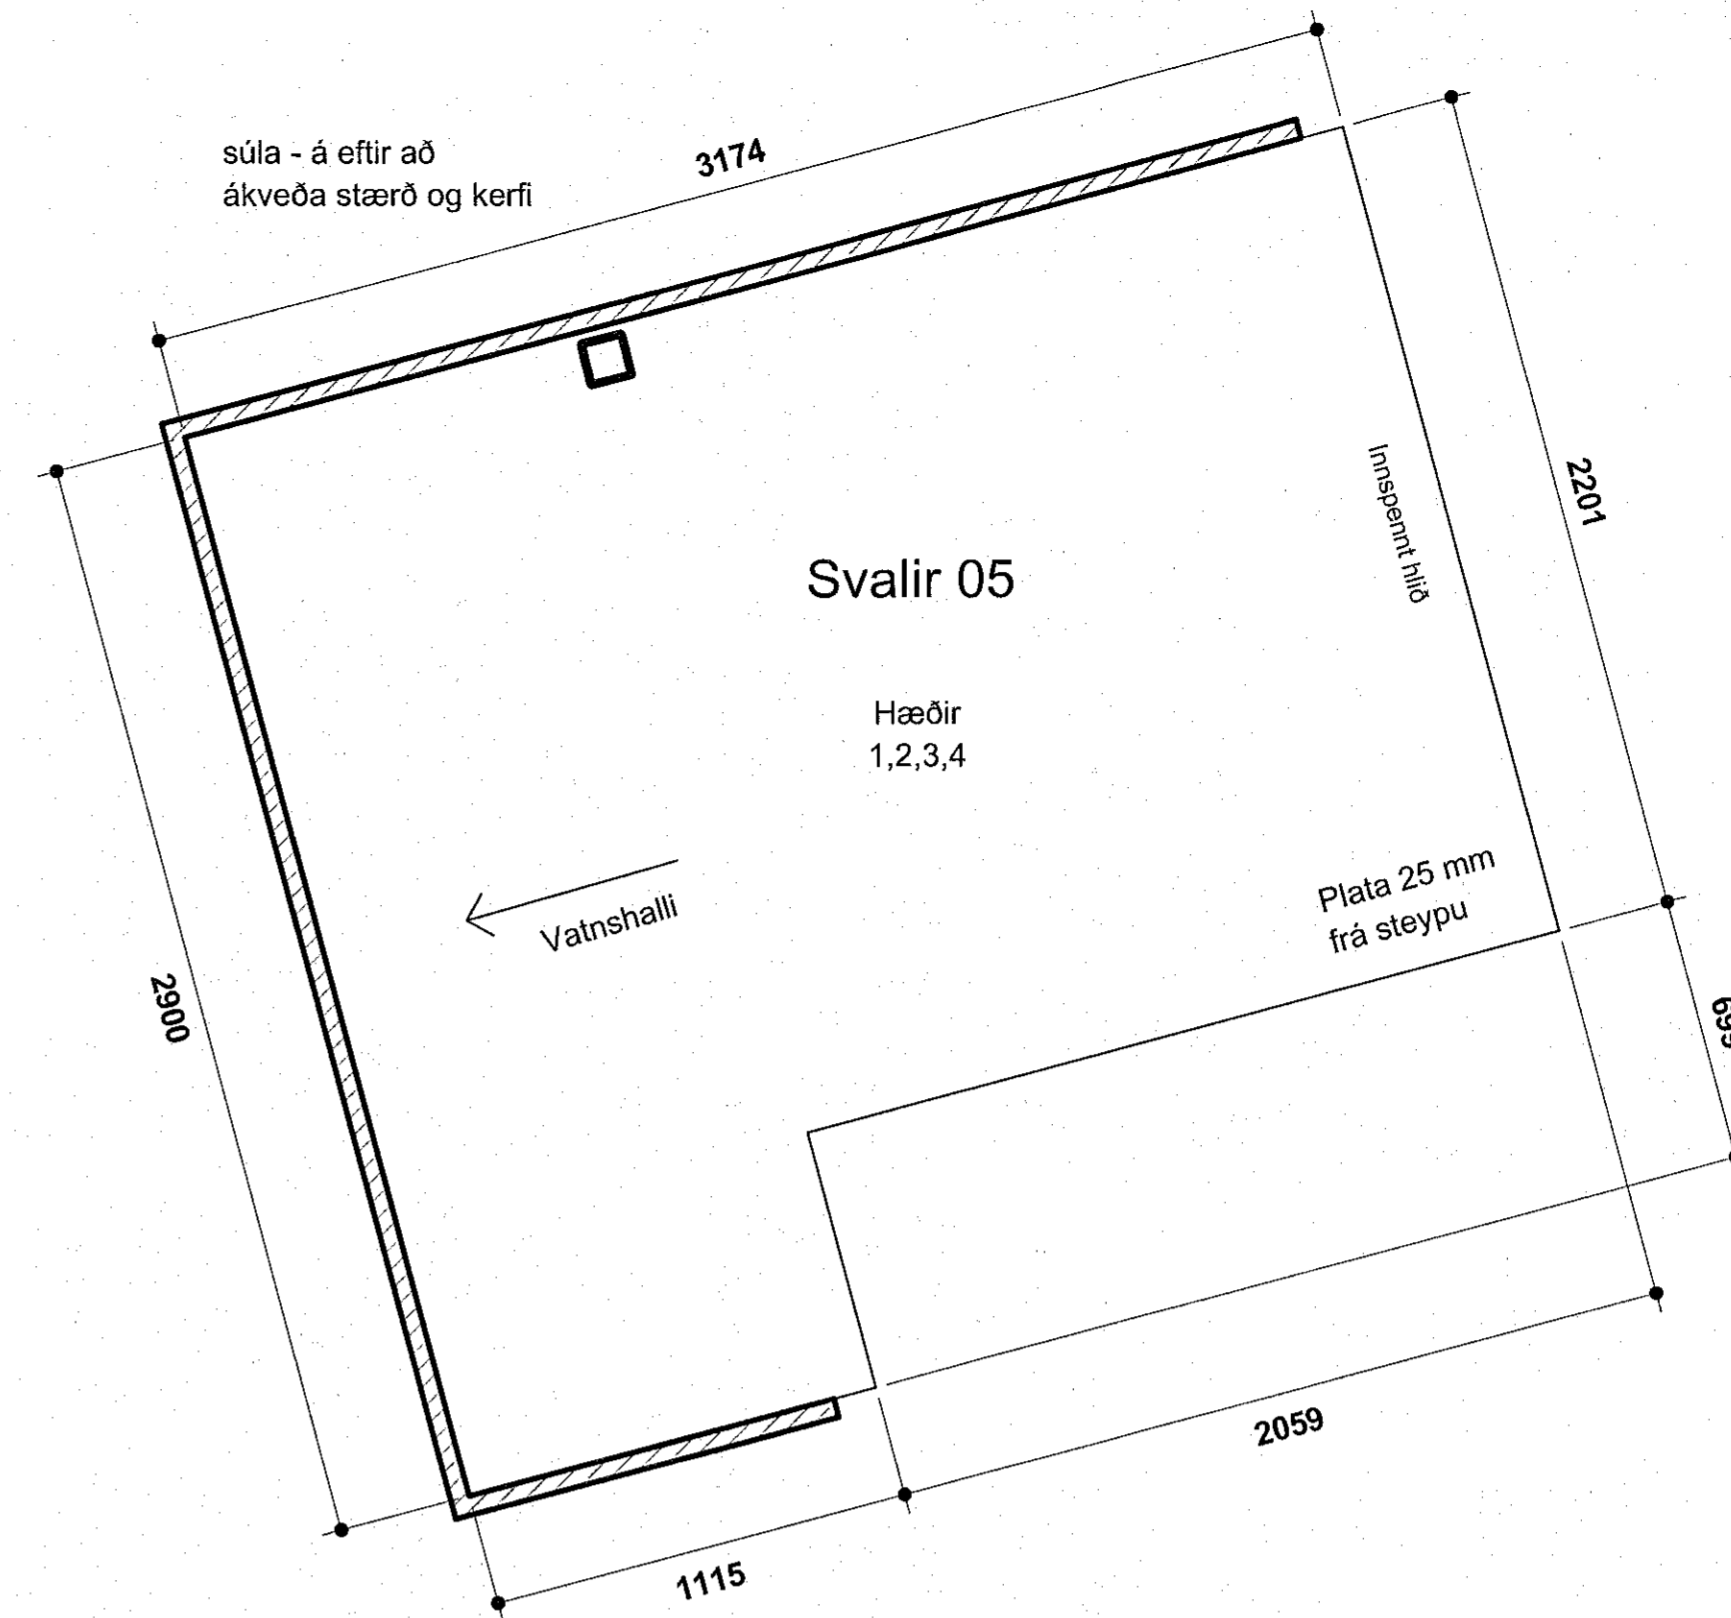 súla - á eftir að
ákveða stærð og kerfi
3174
2201
Innspennt hlið
Svalir 05
Hæðir
1,2,3,4
Plata 25 mm
frá steypu
Vatnshalli
2900
2059
1115